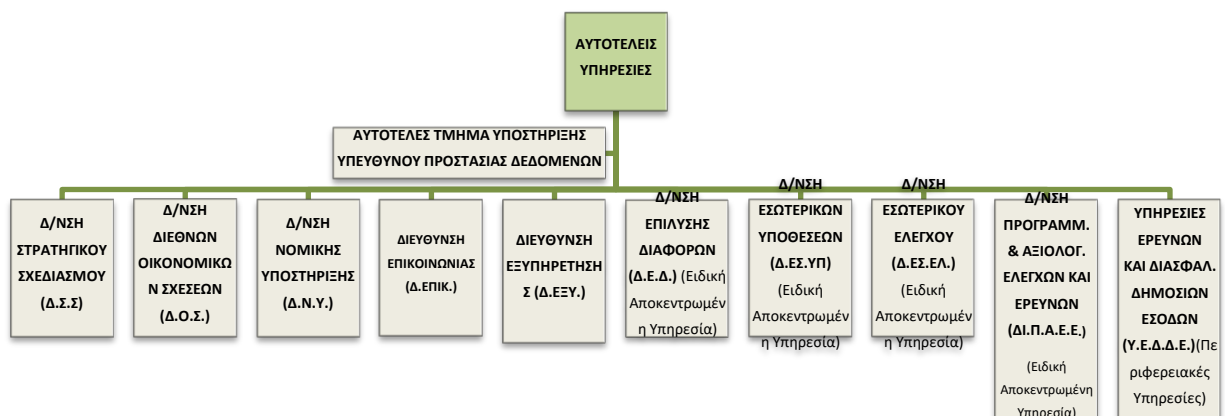 ΑΥΤΟΤΕΛΕΙΣ
ΥΠΗΡΕΣΙΕΣ
ΑΥΤΟΤΕΛΕΣ ΤΜΗΜΑ ΥΠΟΣΤΗΡΙΞΗΣ
ΥΠΕΥΘΥΝΟΥ ΠΡΟΣΤΑΣΙΑΣ ΔΕΔΟΜΕΝΩΝ
Δ/ΝΣΗ
ΣΤΡΑΤΗΓΙΚΟΥ
ΣΧΕΔΙΑΣΜΟΥ
(Δ.Σ.Σ)
Δ/ΝΣΗ
ΔΙΕΘΝΩΝ
ΟΙΚΟΝΟΜΙΚΩ
Ν ΣΧΕΣΕΩΝ
(Δ.Ο.Σ.)
Δ/ΝΣΗ
ΝΟΜΙΚΗΣ
ΥΠΟΣΤΗΡΙΞΗΣ
(Δ.Ν.Υ.)
ΔΙΕΥΘΥΝΣΗ
ΕΠΙΚΟΙΝΩΝΙΑΣ
(Δ.ΕΠΙΚ.)
ΔΙΕΥΘΥΝΣΗ
ΕΞΥΠΗΡΕΤΗΣΗ
Σ (Δ.ΕΞΥ.)
Δ/ΝΣΗ
ΕΠΙΛΥΣΗΣ
ΔΙΑΦΟΡΩΝ
(Δ.Ε.Δ.) (Ειδική
Αποκεντρωμέν
η Υπηρεσία)
Δ/ΝΣΗ
ΕΣΩΤΕΡΙΚΩΝ
ΥΠΟΘΕΣΕΩΝ
(Δ.ΕΣ.ΥΠ)
(Ειδική
Αποκεντρωμέν
η Υπηρεσία)
Δ/ΝΣΗ
ΕΣΩΤΕΡΙΚΟΥ
ΕΛΕΓΧΟΥ
(Δ.ΕΣ.ΕΛ.)
(Ειδική
Αποκεντρωμέν
η Υπηρεσία)
Δ/ΝΣΗ
ΠΡΟΓΡΑΜΜ.
& ΑΞΙΟΛΟΓ.
ΕΛΕΓΧΩΝ ΚΑΙ
ΕΡΕΥΝΩΝ
(ΔΙ.Π.Α.Ε.Ε.)
(Ειδική
Αποκεντρωμένη
Υπηρεσία)
ΥΠΗΡΕΣΙΕΣ
ΕΡΕΥΝΩΝ
ΚΑΙ ΔΙΑΣΦΑΛ.
ΔΗΜΟΣΙΩΝ
ΕΣΟΔΩΝ
(Υ.Ε.Δ.Δ.Ε.)(Πε
ριφερειακές
Υπηρεσίες)